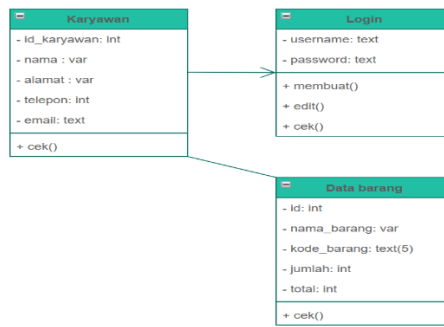 Karyawan
- id_karyawan: int
- nama : var
- alamat : var
- telepon: int
- email: text
+ cek()
Login
- username: text
- password: text
+ membuat()
+ edit()
+ cek()
Data barang
- id: int
- nama_barang: var
- kode_barang: text(5)
- jumlah: int
- total: int
+ cek()